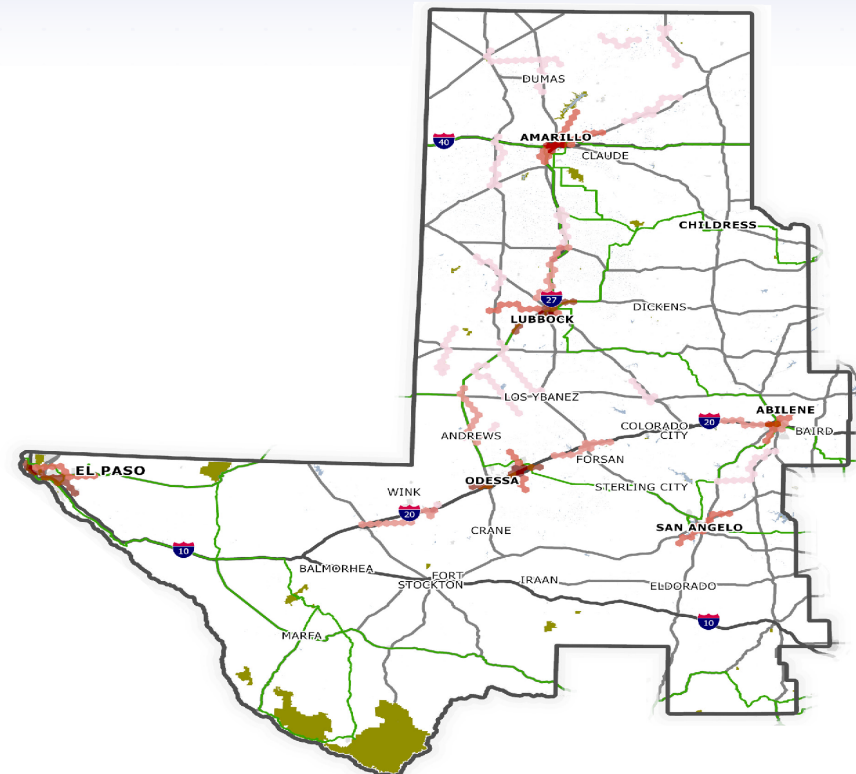 DUMAS
AMARILLO
40
CLAUDE
CHILDRESS
27
DICKENS
LUBBOCK
LOS YBANEZ
ABILENE
20
COLORADO
CITY
BAIRD
ANDREWS
FORSAN
EL PASO
ODESSA
STERLING CITY
WINK
20
SAN ANGELO
CRANE
10
BALMORHEA
FORT
STOCKTON
IRAAN
ELDORADO
10
MARFA